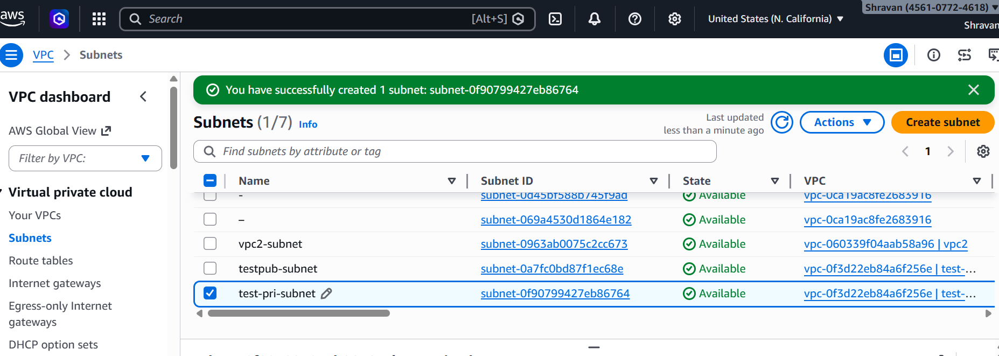 aws
Search [Alt+S]
United States (N. California) ▼
Shravan (4561-0772-4618) ▼
Shravan
VPC > Subnets
VPC dashboard
AWS Global View
Filter by VPC:
Virtual private cloud
Your VPCs
Subnets
Route tables
Internet gateways
Egress-only Internet
gateways
DHCP option sets
You have successfully created 1 subnet: subnet-0f90799427eb86764
Subnets (1/7) Info
Last updated
less than a minute ago
Actions
Create subnet
Find subnets by attribute or tag
1
Name Subnet ID State VPC
- subnet-0d45bf588b745f9ad Available vpc-0ca19ac8fe2683916
– subnet-069a4530d1864e182 Available vpc-0ca19ac8fe2683916
vpc2-subnet subnet-0963ab0075c2cc673 Available vpc-060339f04aab58a96 | vpc2
testpub-subnet subnet-0a7fc0bd87f1ec68e Available vpc-0f3d22eb84a6f256e | test-...
test-pri-subnet subnet-0f90799427eb86764 Available vpc-0f3d22eb84a6f256e | test-...